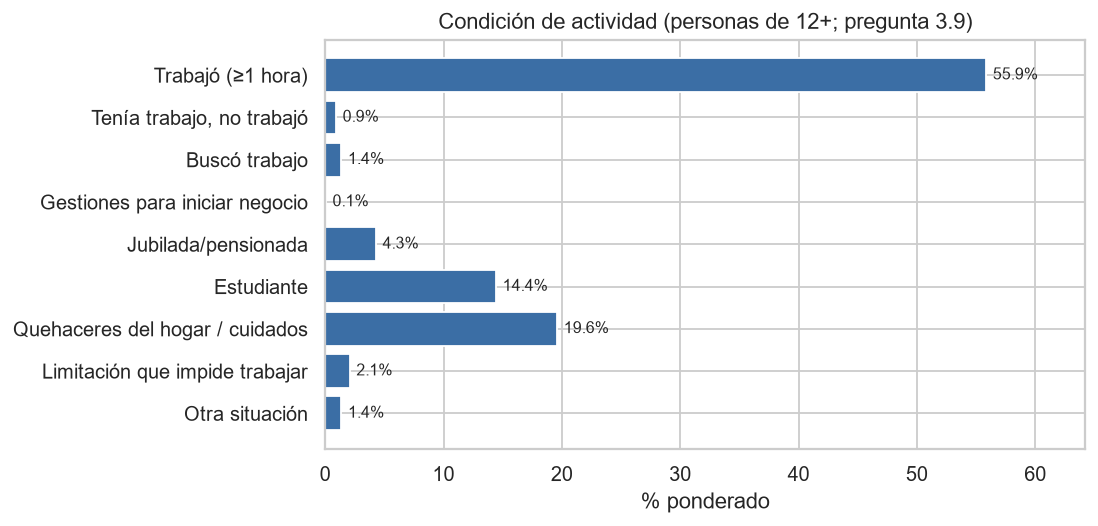 Condición de actividad (personas de 12+; pregunta 3.9)
Trabajó (≥1 hora) 55.9%
Tenía trabajo, no trabajó 0.9%
Buscó trabajo 1.4%
Gestiones para iniciar negocio 0.1%
Jubilada/pensionada 4.3%
Estudiante 14.4%
Quehaceres del hogar / cuidados 19.6%
Limitación que impide trabajar 2.1%
Otra situación 1.4%
0 10 20 30 40 50 60
% ponderado